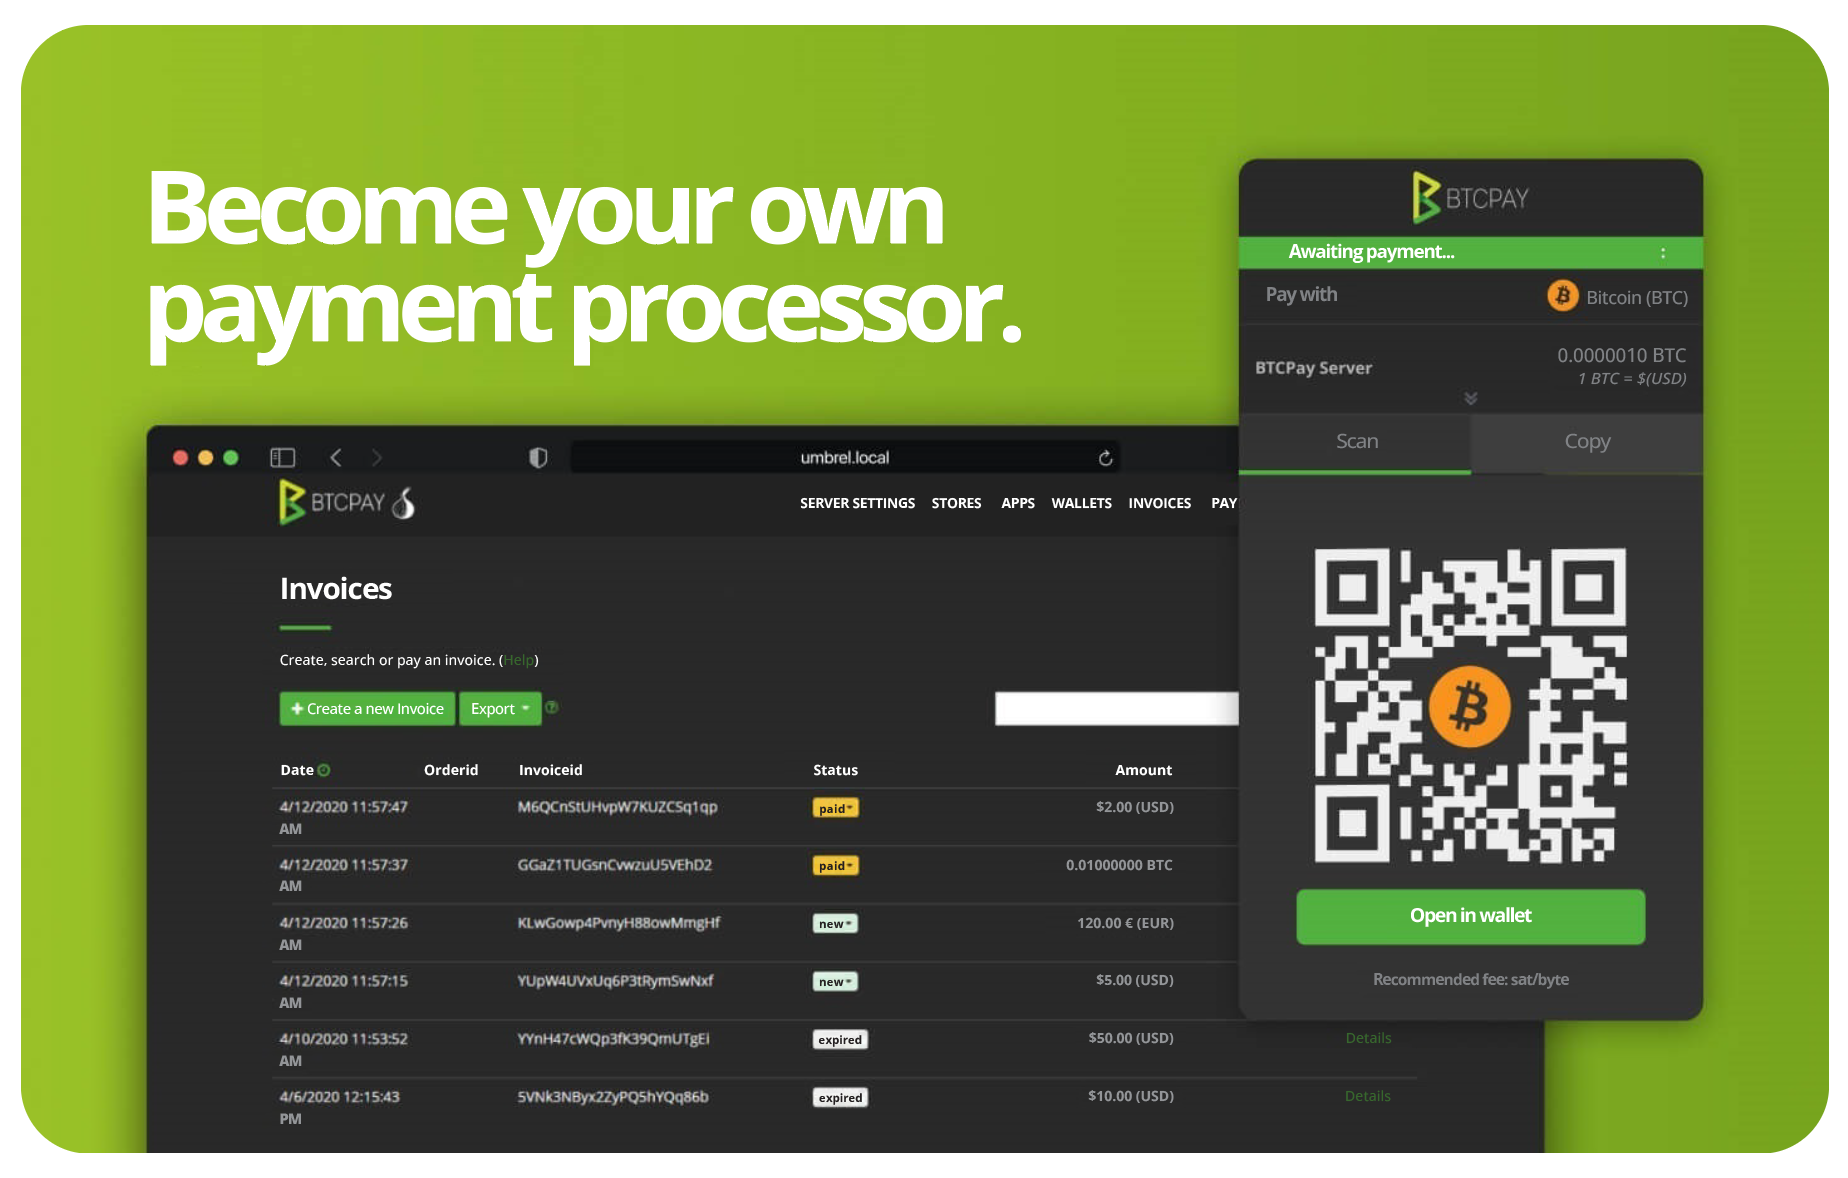 Become your own
payment processor.
BTCPAY
Awaiting payment...
Pay with
Bitcoin (BTC)
BTCPay Server
0.0000010 BTC
1 BTC = $(USD)
Scan
Copy
Open in wallet
Recommended fee: sat/byte
umbrel.local
BTCPAY
SERVER SETTINGS STORES APPS WALLETS INVOICES PAY
Invoices
Create, search or pay an invoice. (Help)
Create a new Invoice
Export
Date Orderid Invoiceid Status Amount
4/12/2020 11:57:47 M6QCnStUHvpW7KUZCSq1qp paid $2.00 (USD)
AM
4/12/2020 11:57:37 GGaZ1TUGsnCvwzuU5VEhD2 paid 0.01000000 BTC
AM
4/12/2020 11:57:26 KLwGowp4PvnyH88owMmgHf new 120.00 € (EUR)
AM
4/12/2020 11:57:15 YUpW4UVxUq6P3tRymSwNxf new $5.00 (USD)
AM
4/10/2020 11:53:52 YYnH47cWQp3fK39QmUTgEi expired $50.00 (USD) Details
AM
4/6/2020 12:15:43 5VNk3NByx2ZyPQ5hYQq86b expired $10.00 (USD) Details
PM